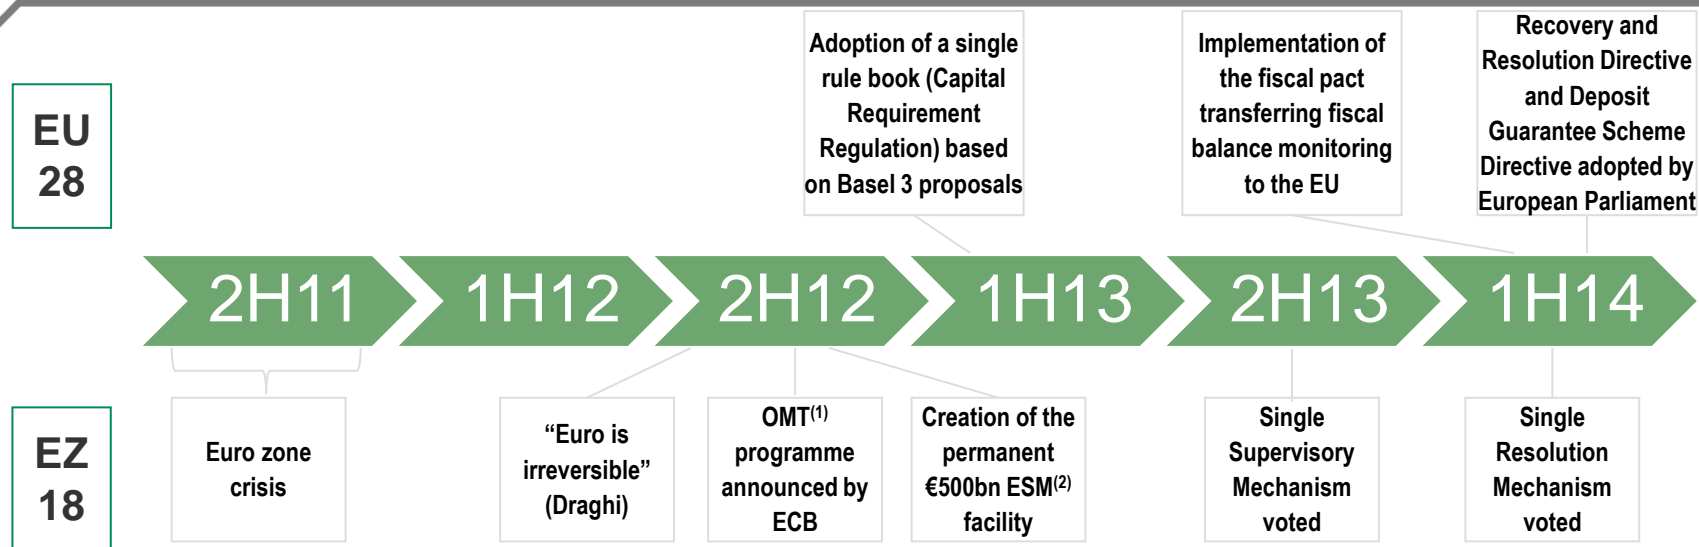 EU
28
Adoption of a single
rule book (Capital
Requirement
Regulation) based
on Basel 3 proposals
Implementation of
the fiscal pact
transferring fiscal
balance monitoring
to the EU
Recovery and
Resolution Directive
and Deposit
Guarantee Scheme
Directive adopted by
European Parliament
2H11
1H12
2H12
1H13
2H13
1H14
EZ
18
Euro zone
crisis
“Euro is
irreversible”
(Draghi)
OMT(1)
programme
announced by
ECB
Creation of the
permanent
€500bn ESM(2)
facility
Single
Supervisory
Mechanism
voted
Single
Resolution
Mechanism
voted